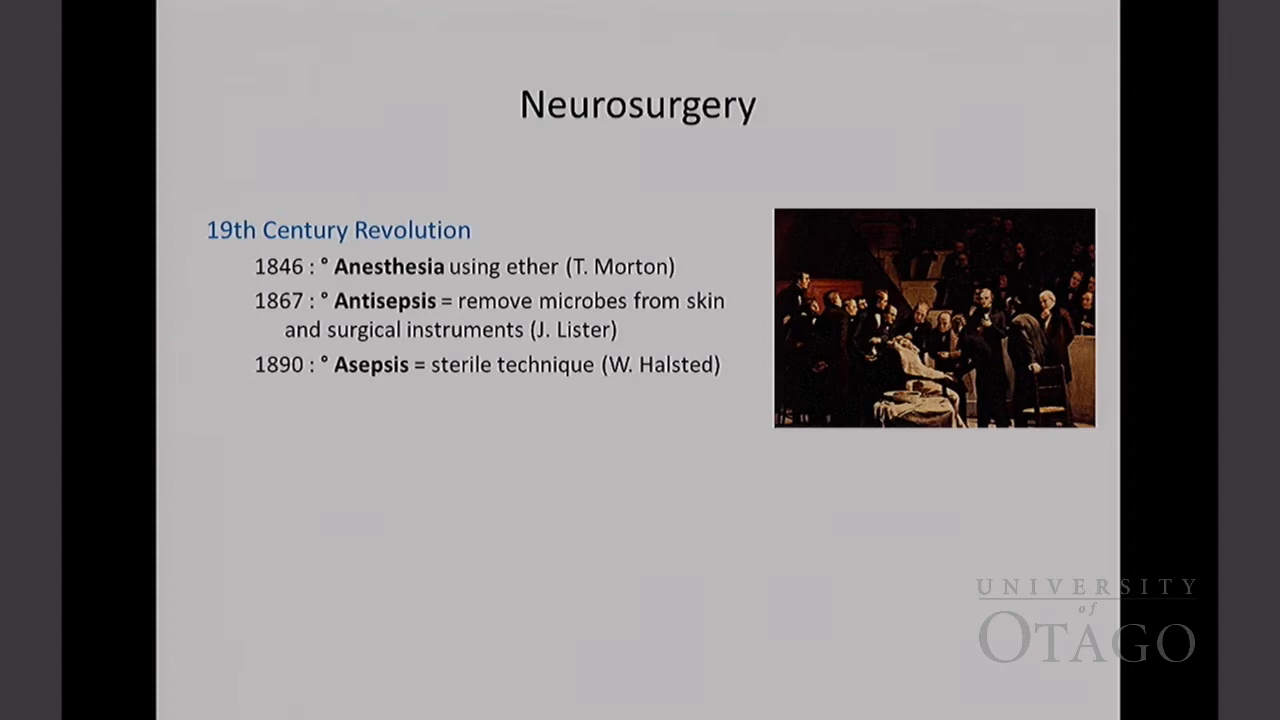 Neurosurgery
19th Century Revolution
1846 : ° Anesthesia using ether (T. Morton)
1867 : ° Antisepsis = remove microbes from skin
and surgical instruments (J. Lister)
1890 : ° Asepsis = sterile technique (W. Halsted)
UNIVERSITY
of
OTAGO